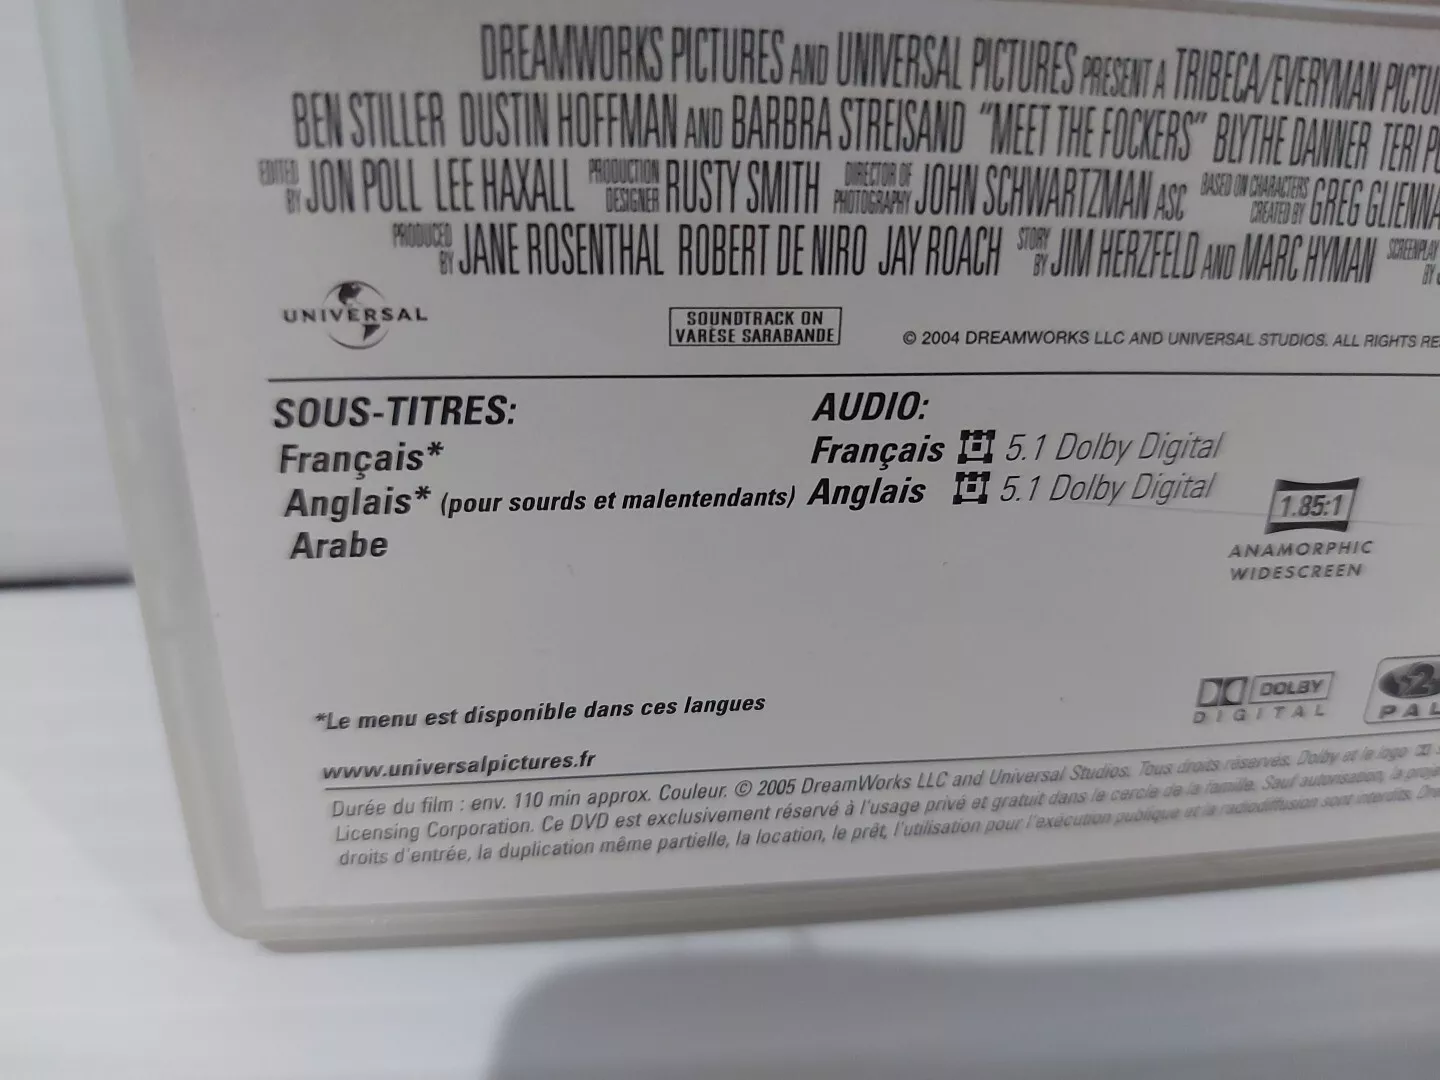 DREAMWORKS PICTURES AND UNIVERSAL PICTURES PRESENT A TRIBECA/EVERYMAN
BEN STILLER DUSTIN HOFFMAN AND BARBRA STREISAND "MEET THE FOCKERS" BLYTHE DANNER TERI
EDITED BY JON POLL LEE HAXALL PRODUCTION DESIGNER RUSTY SMITH DIRECTOR OF PHOTOGRAPHY JOHN SCHWARTZMAN ASC BASED ON CHARACTERS CREATED BY GREG GLIENNA
PRODUCED BY JANE ROSENTHAL ROBERT DE NIRO JAY ROACH STORY BY JIM HERZFELD AND MARC HYMAN SCREENPLAY BY
UNIVERSAL
SOUNDTRACK ON
VARÈSE SARABANDE
© 2004 DREAMWORKS LLC AND UNIVERSAL STUDIOS. ALL RIGHTS
SOUS-TITRES:
Français*
Anglais* (pour sourds et malentendants)
Arabe
AUDIO:
Français 5.1 Dolby Digital
Anglais 5.1 Dolby Digital
1.85:1
ANAMORPHIC
WIDESCREEN
*Le menu est disponible dans ces langues
DOLBY
DIGITAL
2
PAL
www.universalpictures.fr
Durée du film : env. 110 min approx. Couleur. © 2005 DreamWorks LLC and Universal Studios. Tous droits réservés. Dolby et le logo
Licensing Corporation. Ce DVD est exclusivement réservé à l'usage privé et gratuit dans le cercle de la famille. Sauf autorisation, la
droits d'entrée, la duplication même partielle, la location, le prêt, l'utilisation pour l'exécution publique et la radiodiffusion sont interdits.